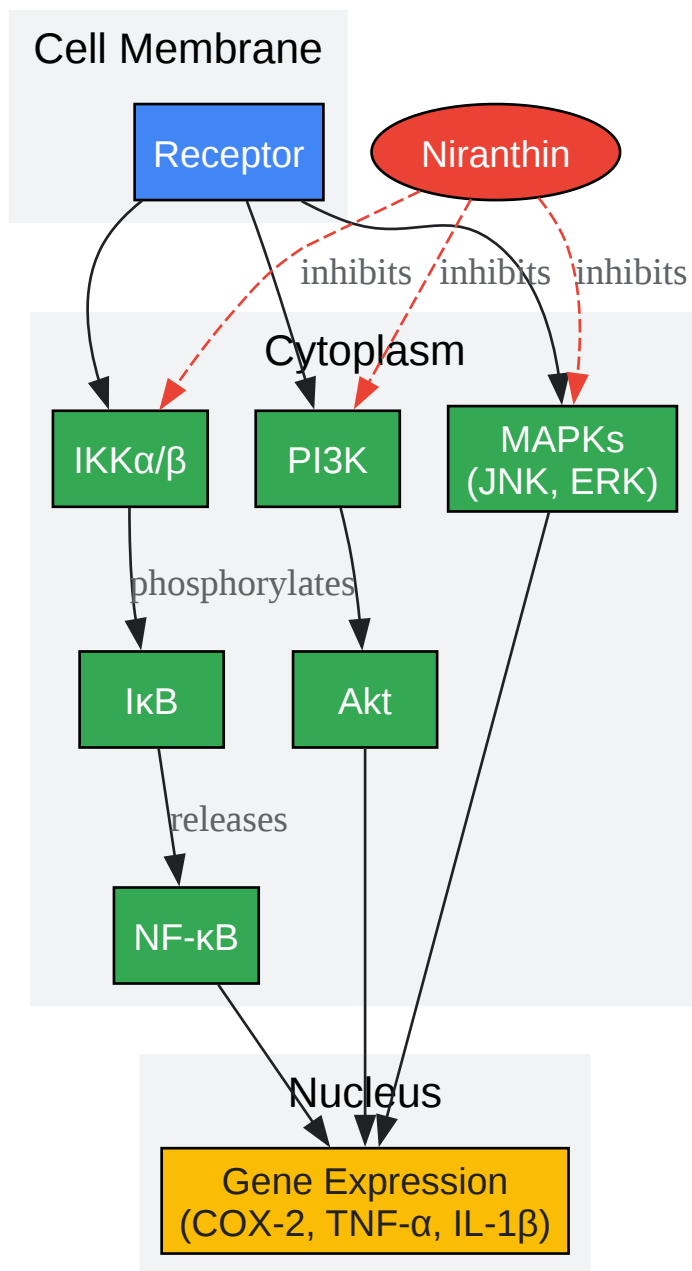 Cell Membrane
Receptor
Niranthin
inhibits
inhibits
inhibits
Cytoplasm
IKKα/β
PI3K
MAPKs
(JNK, ERK)
phosphorylates
IκB
Akt
releases
NF-κB
Nucleus
Gene Expression
(COX-2, TNF-α, IL-1β)